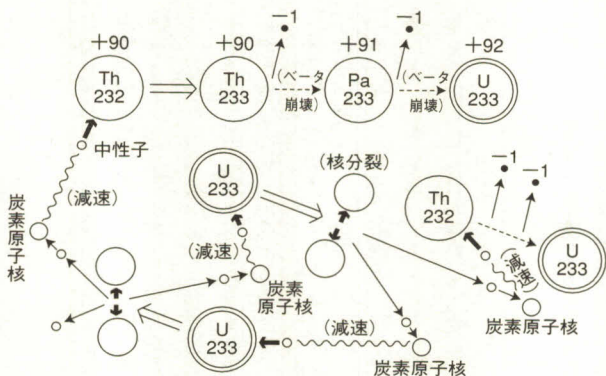 +90 +90 −1 +91 −1 +92
Th
232
Th
233
(ベータ
崩壊)
Pa
233
(ベータ
崩壊)
U
233
中性子
(減速)
炭素原子核
U
233
(減速)
炭素
原子核
(核分裂)
Th
232
−1
−1
(減速)
U
233
炭素原子核
U
233
(減速)
炭素原子核